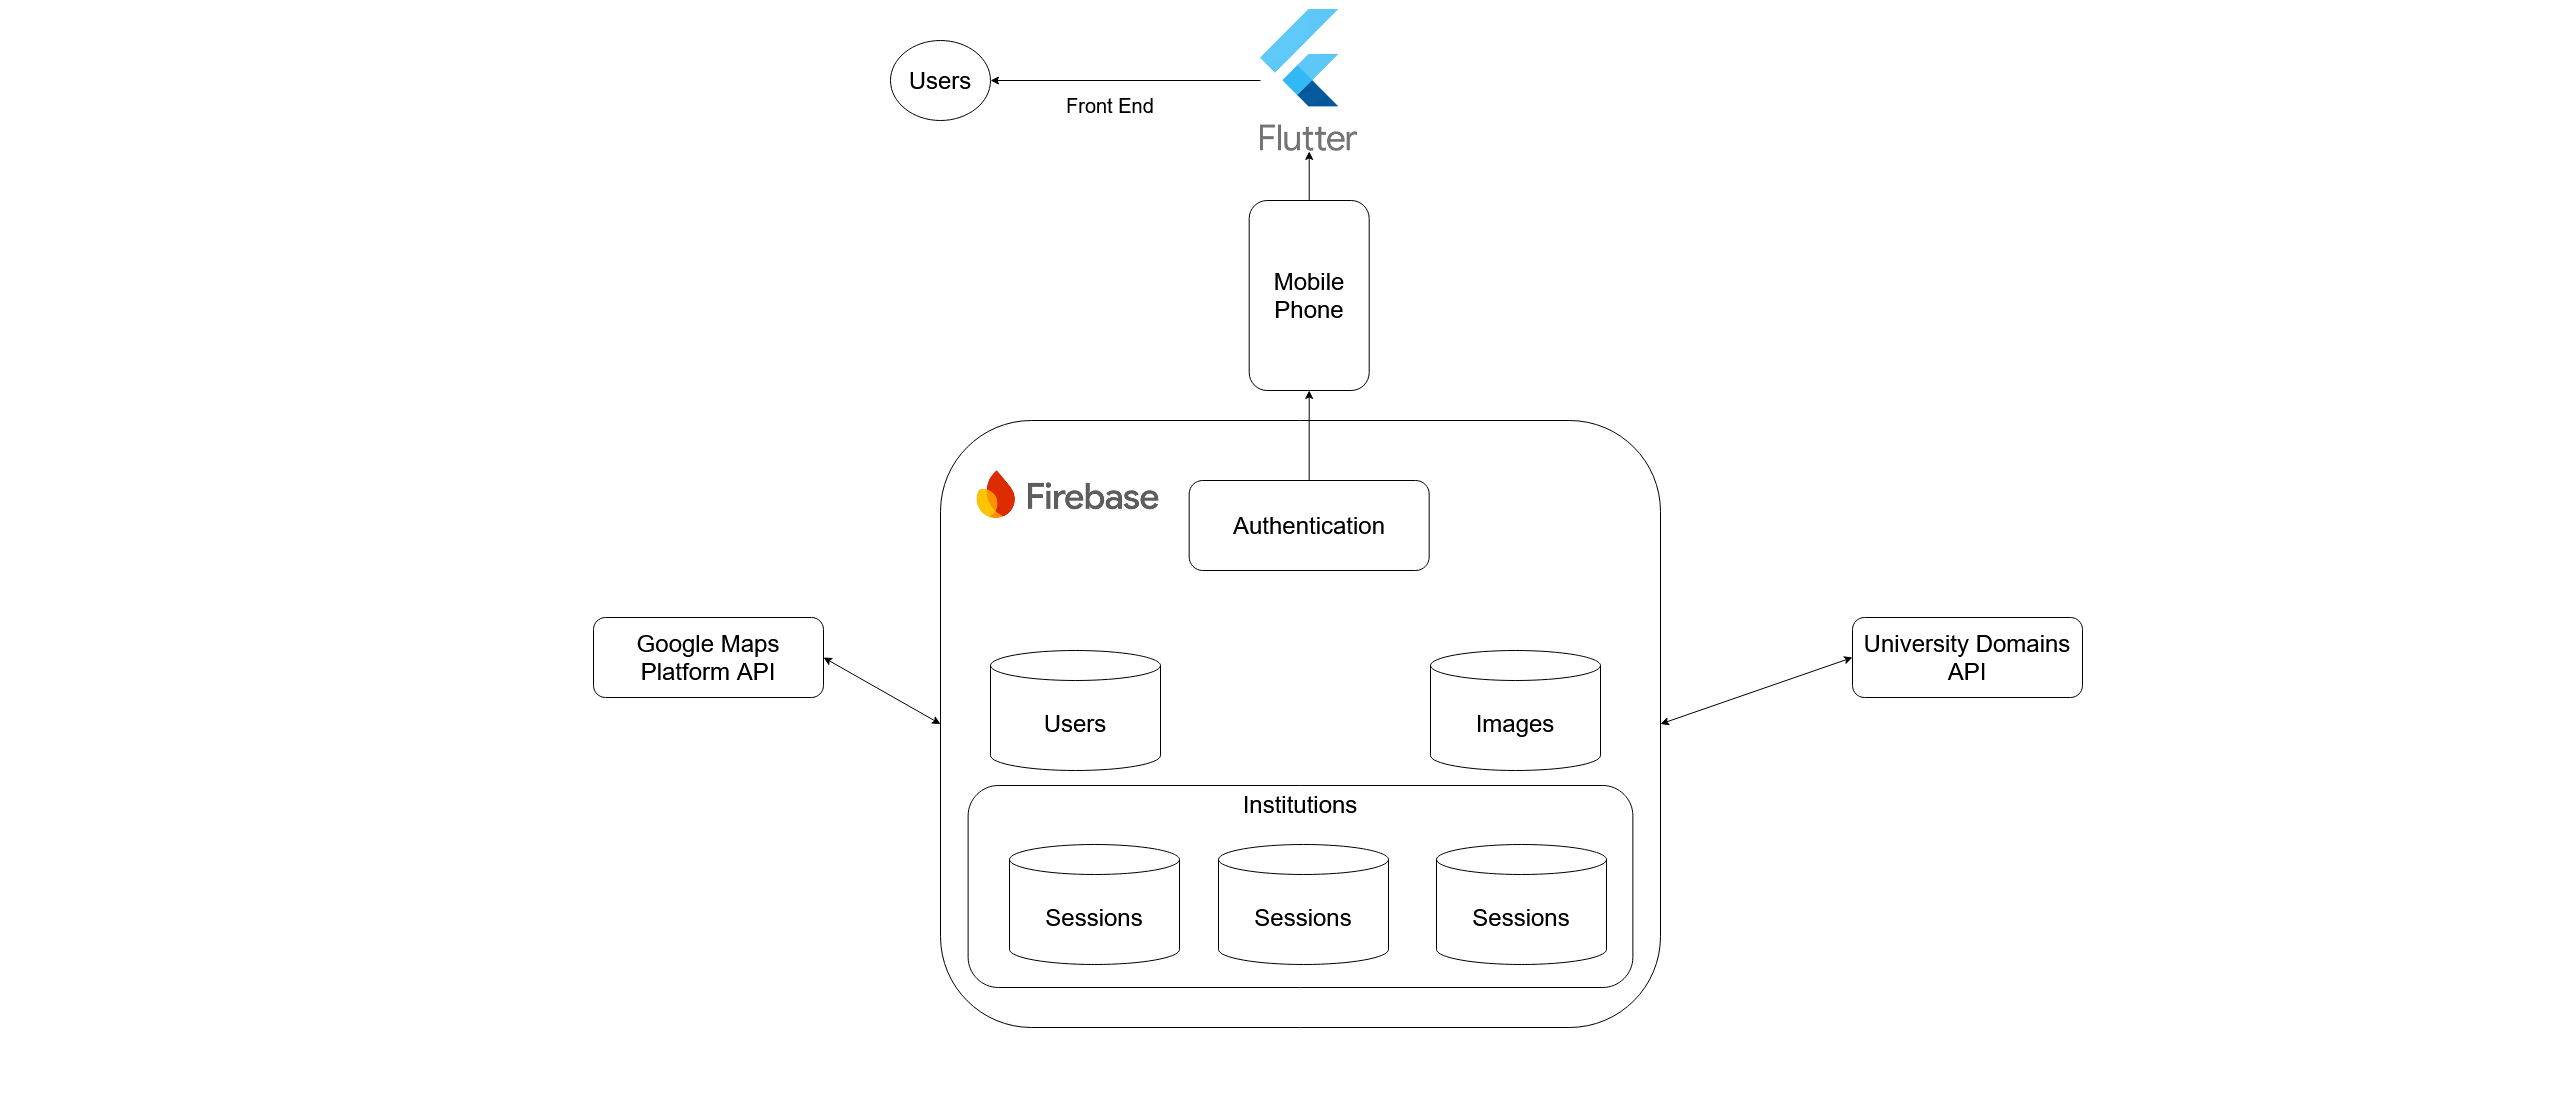 Users
Front End
Flutter
Mobile
Phone
Firebase
Authentication
Google Maps
Platform API
University Domains
API
Users
Images
Institutions
Sessions
Sessions
Sessions